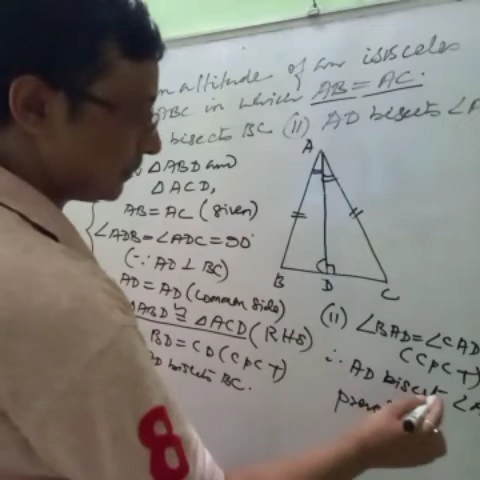 an altitude of an isosceles
ABC in which AB = AC.
bisects BC (ii) AD bisects ∠A
A
ΔABD and
ΔACD,
AB = AC (given)
∠ADB = ∠ADC = 90°
(∵ AD ⊥ BC)
AD = AD (common side)
ΔABD ≅ ΔACD (RHS)
BD = CD (CPCT)
bisects BC.
B
D
C
(ii) ∠BAD = ∠CAD
(CPCT)
∴ AD bisect ∠A
8